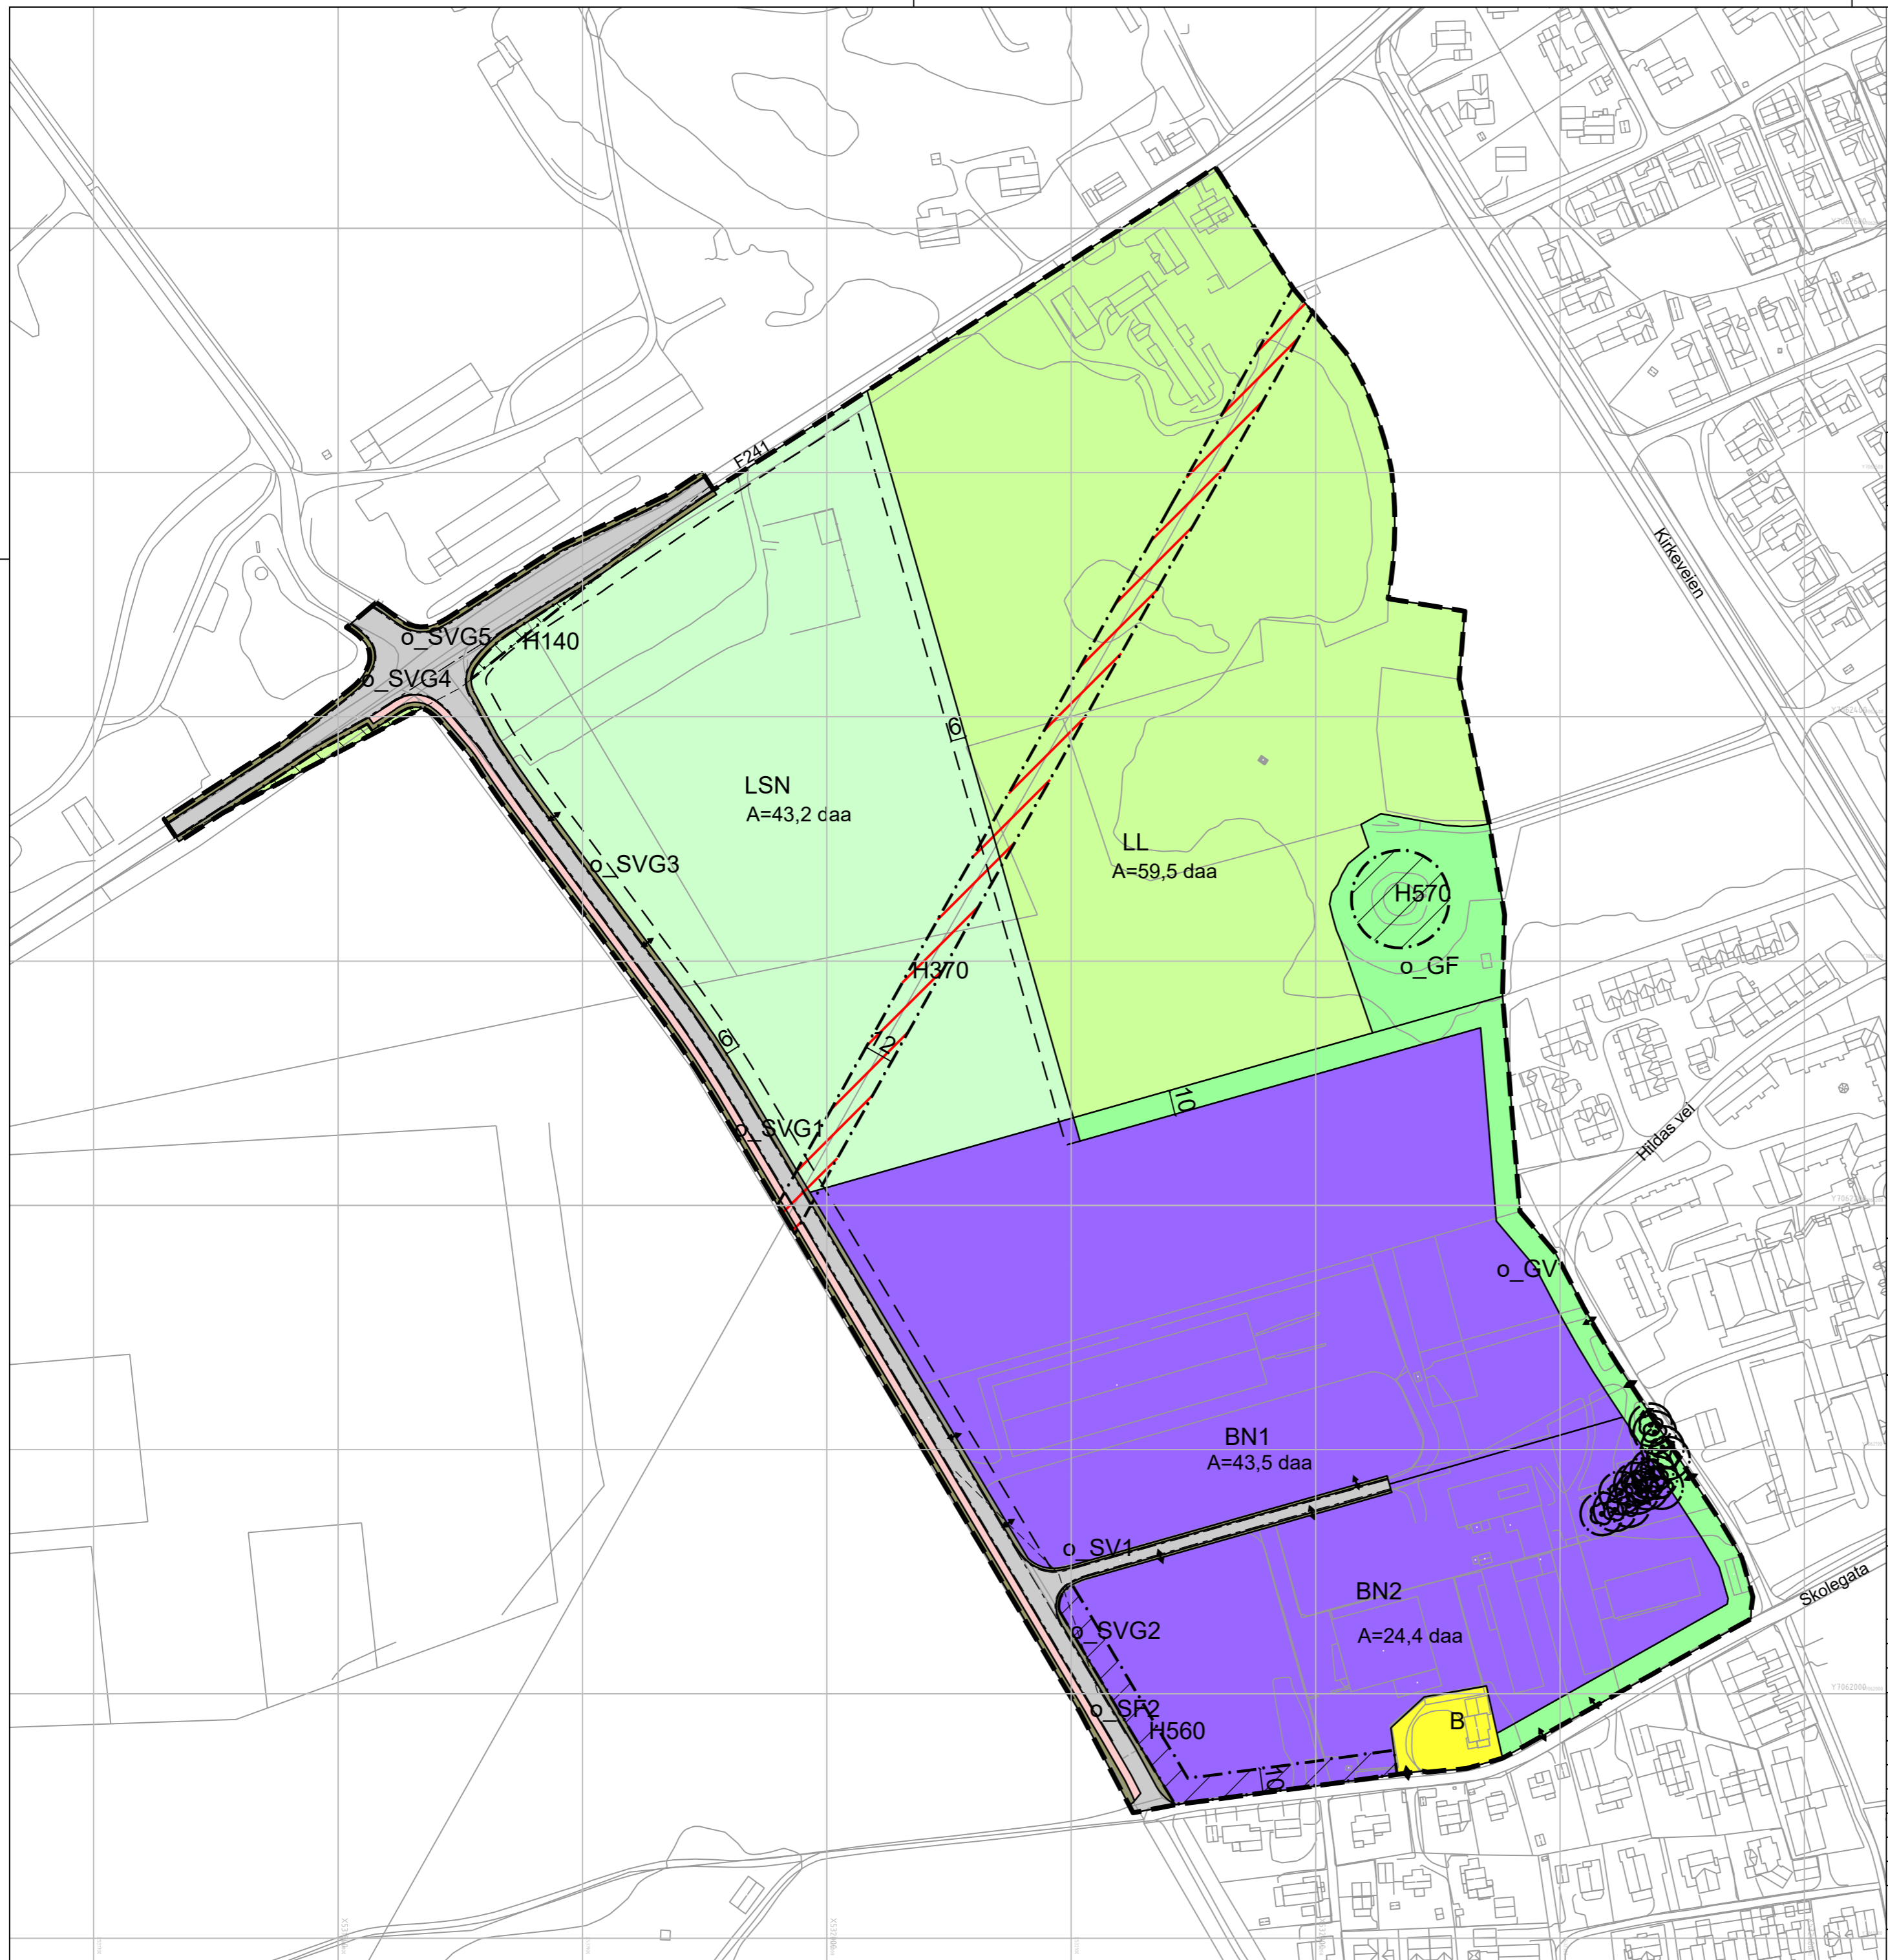 F241
Kirkeveien
o_SVG5
H140
o_SVG4
6
LSN
A=43,2 daa
LL
A=59,5 daa
o_SVG3
H570
o_GF
H370
6
12
10
o_SVG1
Hildas vei
o_GV
BN1
A=43,5 daa
o_SV1
BN2
A=24,4 daa
Skolegata
o_SVG2
o_SF2
H560
B
10